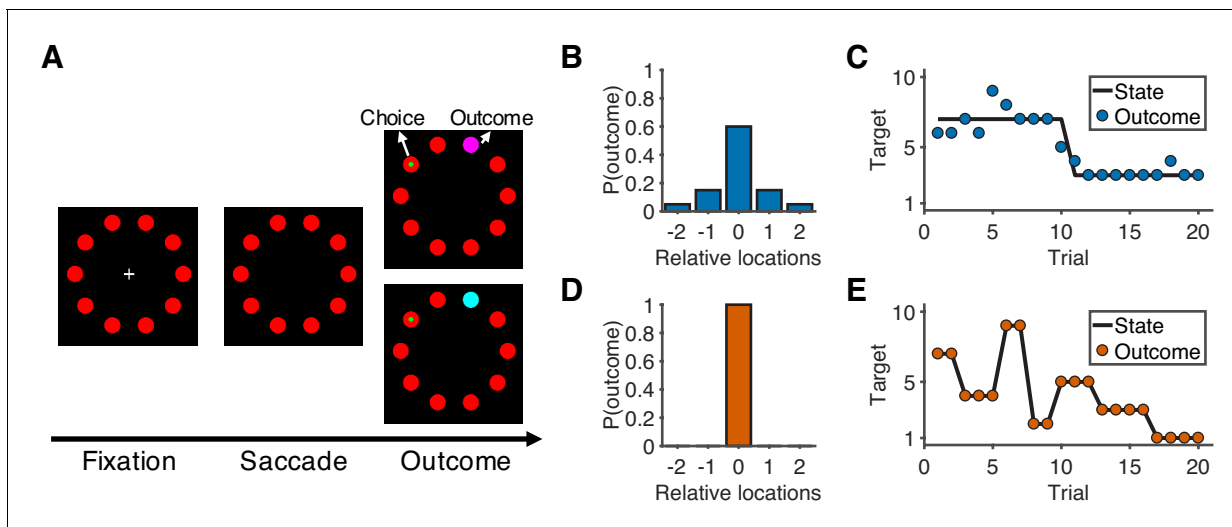 A
Choice
Outcome
Fixation
Saccade
Outcome
B
1
0.8
0.6
0.4
0.2
0
P(outcome)
-2 -1 0 1 2
Relative locations
C
10
5
1
Target
State
Outcome
0 5 10 15 20
Trial
D
1
0.8
0.6
0.4
0.2
0
P(outcome)
-2 -1 0 1 2
Relative locations
E
10
5
1
Target
State
Outcome
0 5 10 15 20
Trial